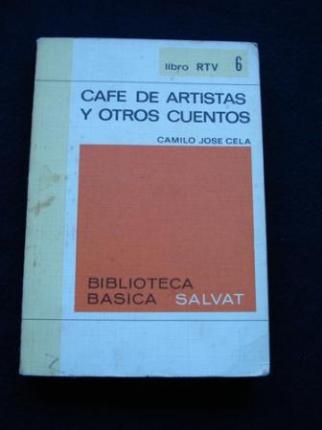 libro RTV 6
CAFE DE ARTISTAS
Y OTROS CUENTOS
CAMILO JOSE CELA
BIBLIOTECA
BASICA SALVAT